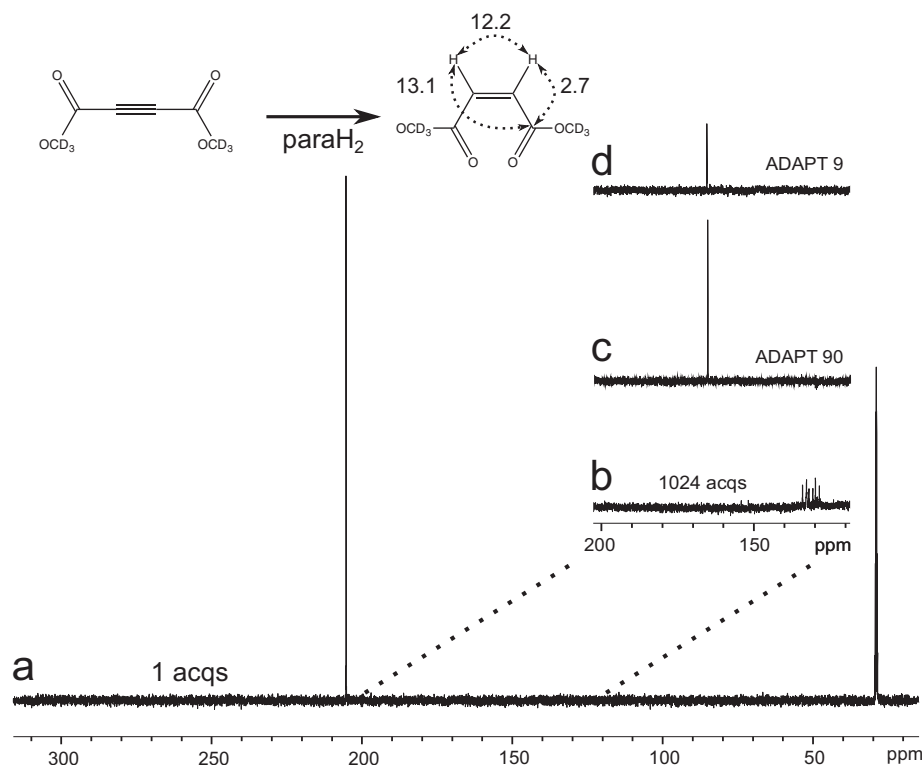 12.2
O
O
H
H
13.1
2.7
OCD3
OCD3
paraH2
OCD3
OCD3
O
O
d
ADAPT 9
c
ADAPT 90
b
1024 acqs
200
150
ppm
a
1 acqs
300
250
200
150
100
50
ppm